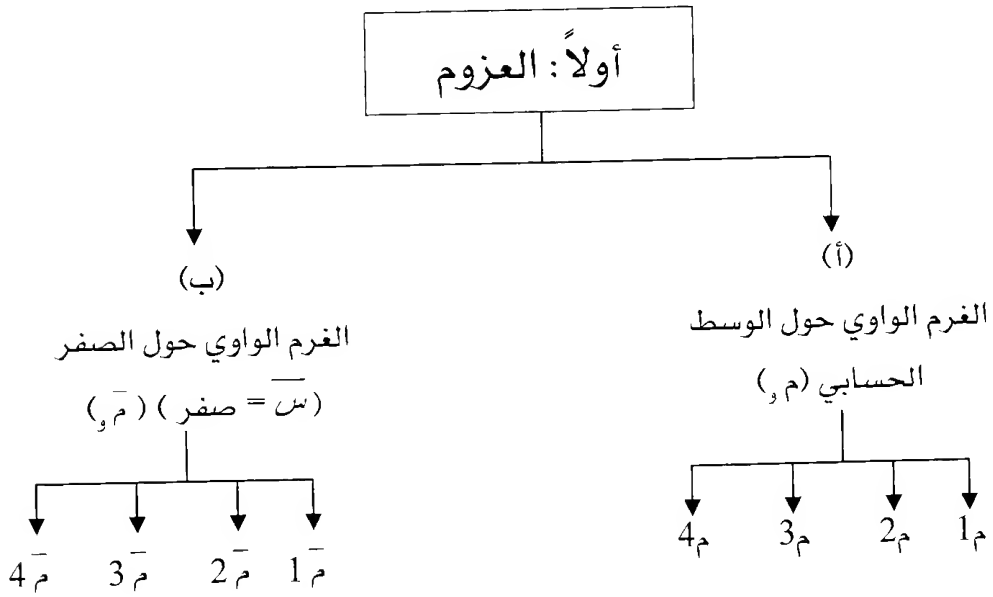 أولاً: العزوم
(أ)
الغرم الواوي حول الوسط
الحسابي (م و)
م1 م2 م3 م4
(ب)
الغرم الواوي حول الصفر
(س̅ = صفر) (م̅ و)
م̅1 م̅2 م̅3 م̅4